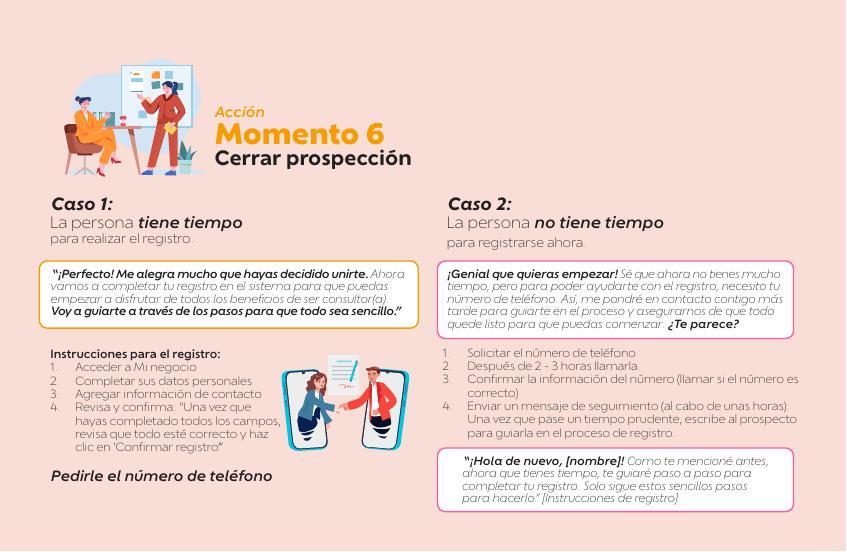 Acción
Momento 6
Cerrar prospección
Caso 1:
La persona tiene tiempo
para realizar el registro.
"¡Perfecto! Me alegra mucho que hayas decidido unirte. Ahora
vamos a completar tu registro en el sistema para que puedas
empezar a disfrutar de todos los beneficios de ser consultor(a).
Voy a guiarte a través de los pasos para que todo sea sencillo."
Instrucciones para el registro:
1. Acceder a Mi negocio
2. Completar sus datos personales
3. Agregar información de contacto
4. Revisa y confirma: "Una vez que
hayas completado todos los campos,
revisa que todo esté correcto y haz
clic en 'Confirmar registro'"
Pedirle el número de teléfono
Caso 2:
La persona no tiene tiempo
para registrarse ahora.
¡Genial que quieras empezar! Sé que ahora no tienes mucho
tiempo, pero para poder ayudarte con el registro, necesito tu
número de teléfono. Así, me pondré en contacto contigo más
tarde para guiarte en el proceso y asegurarnos de que todo
quede listo para que puedas comenzar. ¿Te parece?
1. Solicitar el número de teléfono
2. Después de 2 - 3 horas llamarla.
3. Confirmar la información del número (llamar si el número es
correcto)
4. Enviar un mensaje de seguimiento (al cabo de unas horas):
Una vez que pase un tiempo prudente, escribe al prospecto
para guiarla en el proceso de registro.
"¡Hola de nuevo, [nombre]! Como te mencioné antes,
ahora que tienes tiempo, te guiaré paso a paso para
completar tu registro. Solo sigue estos sencillos pasos
para hacerlo:" [Instrucciones de registro]